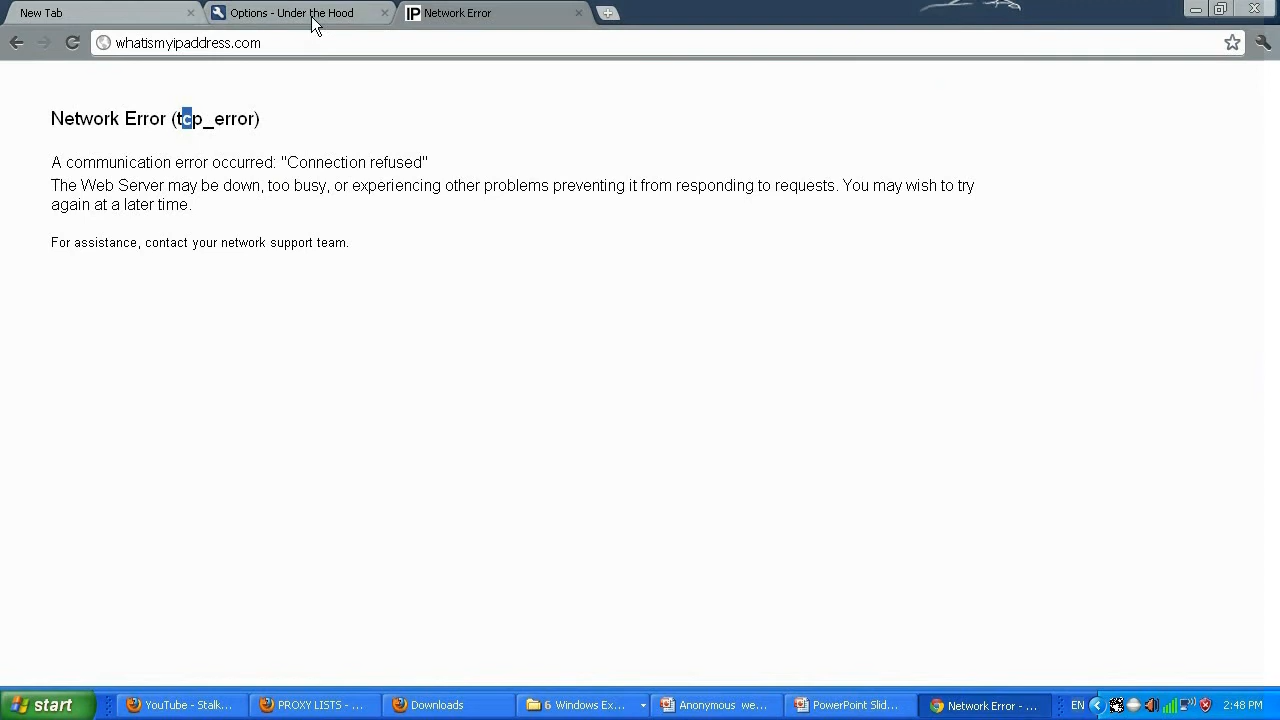 New Tab
Options - Under the Hood
IP Network Error
whatismyipaddress.com
Network Error (tcp_error)
A communication error occurred: "Connection refused"
The Web Server may be down, too busy, or experiencing other problems preventing it from responding to requests. You may wish to try
again at a later time.
For assistance, contact your network support team.
start
YouTube - Stalk...
PROXY LISTS - ...
Downloads
6 Windows Ex...
Anonymous we...
PowerPoint Slid...
Network Error - ...
EN
2:48 PM